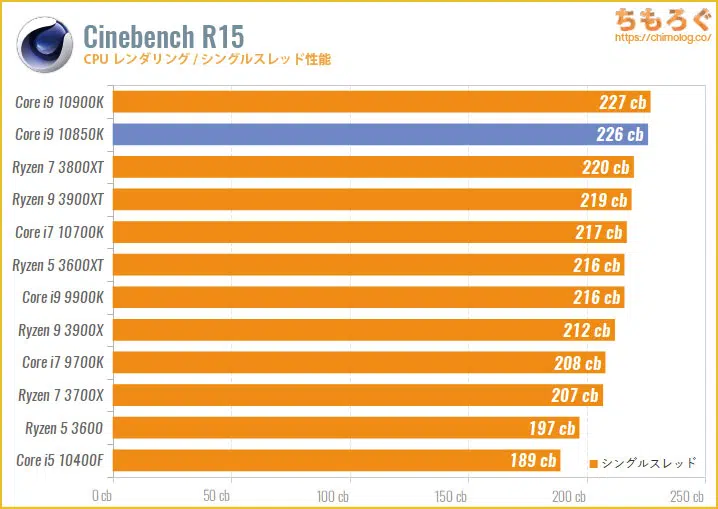 Cinebench R15
CPU レンダリング / シングルスレッド性能
ちもろぐ
https://chimolog.co/
Core i9 10900K 227 cb
Core i9 10850K 226 cb
Ryzen 7 3800XT 220 cb
Ryzen 9 3900XT 219 cb
Core i7 10700K 217 cb
Ryzen 5 3600XT 216 cb
Core i9 9900K 216 cb
Ryzen 9 3900X 212 cb
Core i7 9700K 208 cb
Ryzen 7 3700X 207 cb
Ryzen 5 3600 197 cb
Core i5 10400F 189 cb
シングルスレッド
0 cb 50 cb 100 cb 150 cb 200 cb 250 cb